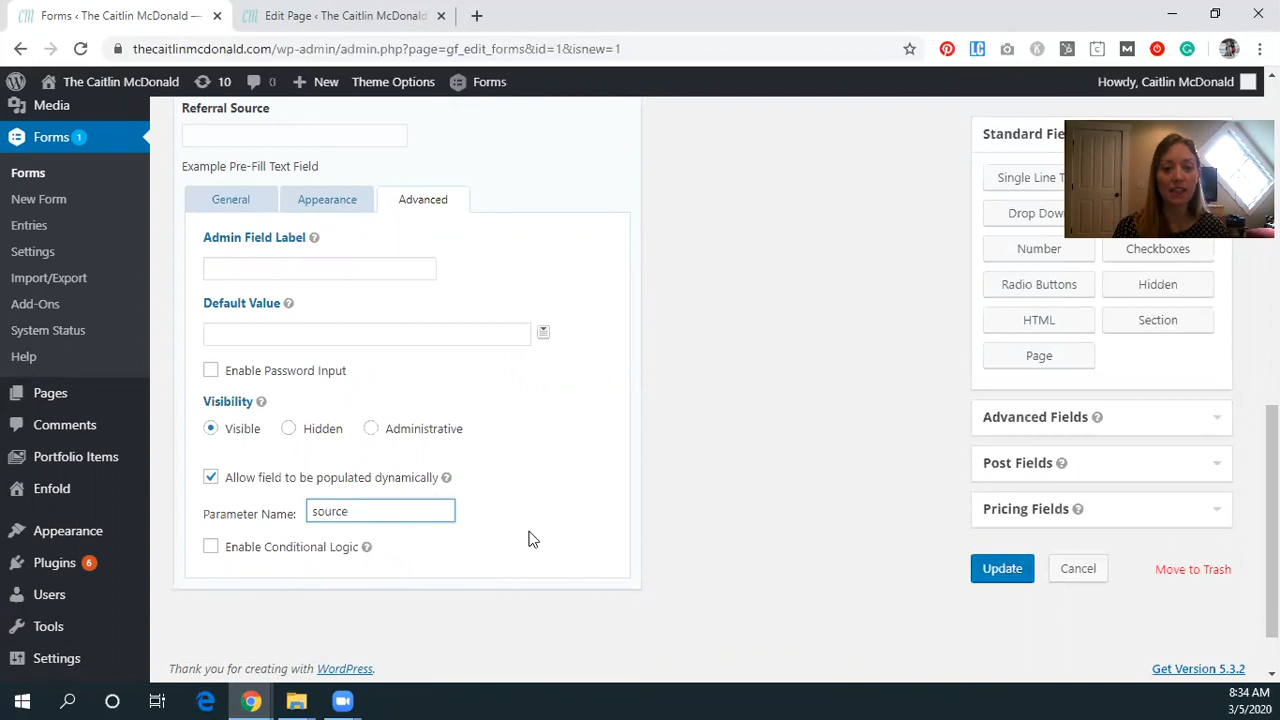 Forms ‹ The Caitlin McDonald —
Edit Page ‹ The Caitlin McDonald
thecaitlinmcdonald.com/wp-admin/admin.php?page=gf_edit_forms&id=1&isnew=1
The Caitlin McDonald
10
0
New
Theme Options
Forms
Howdy, Caitlin McDonald
Media
Forms 1
Forms
New Form
Entries
Settings
Import/Export
Add-Ons
System Status
Help
Pages
Comments
Portfolio Items
Enfold
Appearance
Plugins 6
Users
Tools
Settings
Referral Source
Example Pre-Fill Text Field
General
Appearance
Advanced
Admin Field Label
Default Value
Enable Password Input
Visibility
Visible
Hidden
Administrative
Allow field to be populated dynamically
Parameter Name:
source
Enable Conditional Logic
Standard Fie
Single Line T
Drop Dow
Number
Checkboxes
Radio Buttons
Hidden
HTML
Section
Page
Advanced Fields
Post Fields
Pricing Fields
Update
Cancel
Move to Trash
Thank you for creating with WordPress.
Get Version 5.3.2
8:34 AM
3/5/2020